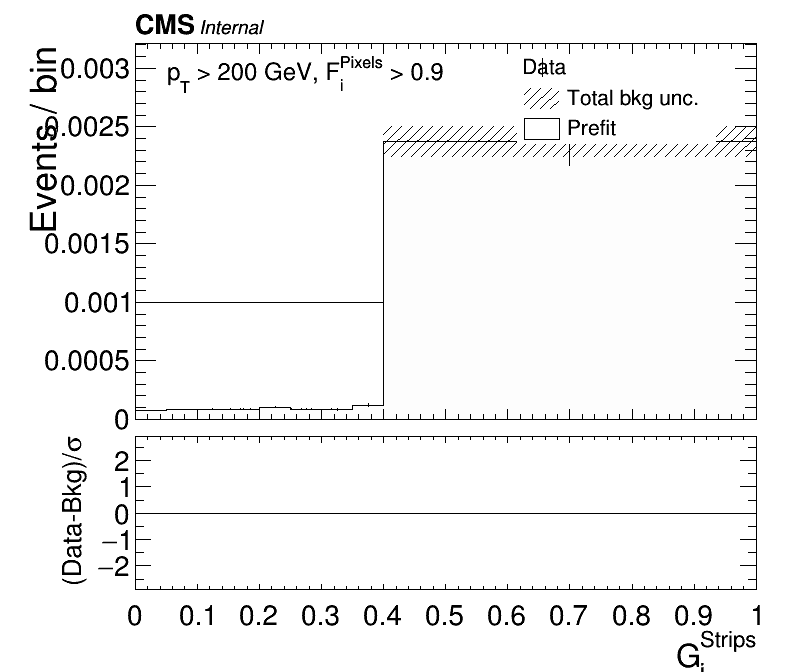 CMS Internal
p_T > 200 GeV, F_i^Pixels > 0.9
Data
Total bkg unc.
Prefit
Events / bin
0.003
0.0025
0.002
0.0015
0.001
0.0005
0
(Data-Bkg)/σ
2
1
0
−1
−2
0 0.1 0.2 0.3 0.4 0.5 0.6 0.7 0.8 0.9 1
G_i^Strips